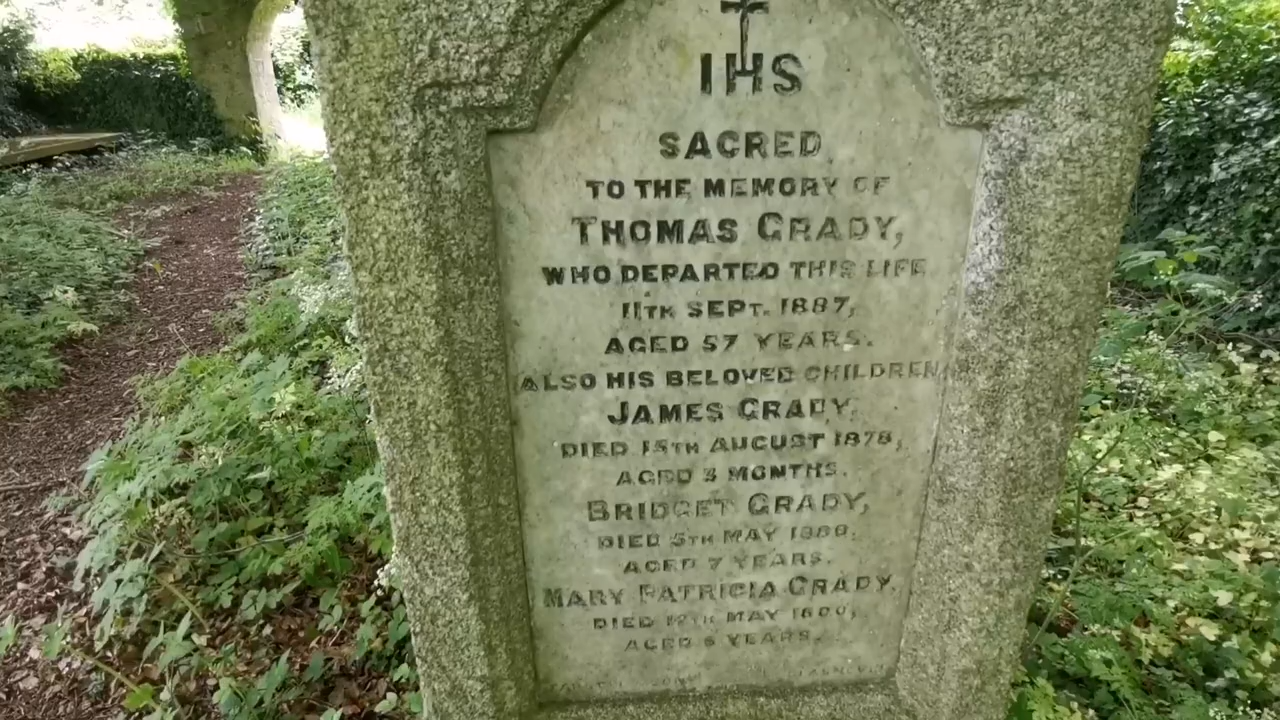 IHS
SACRED
TO THE MEMORY OF
THOMAS GRADY,
WHO DEPARTED THIS LIFE
11TH SEPT. 1887,
AGED 57 YEARS.
ALSO HIS BELOVED CHILDREN
JAMES GRADY,
DIED 15TH AUGUST 1878,
AGED 3 MONTHS.
BRIDGET GRADY,
DIED 5TH MAY
AGED 7 YEARS.
MARY PATRICIA GRADY,
DIED MAY
AGED YEARS.